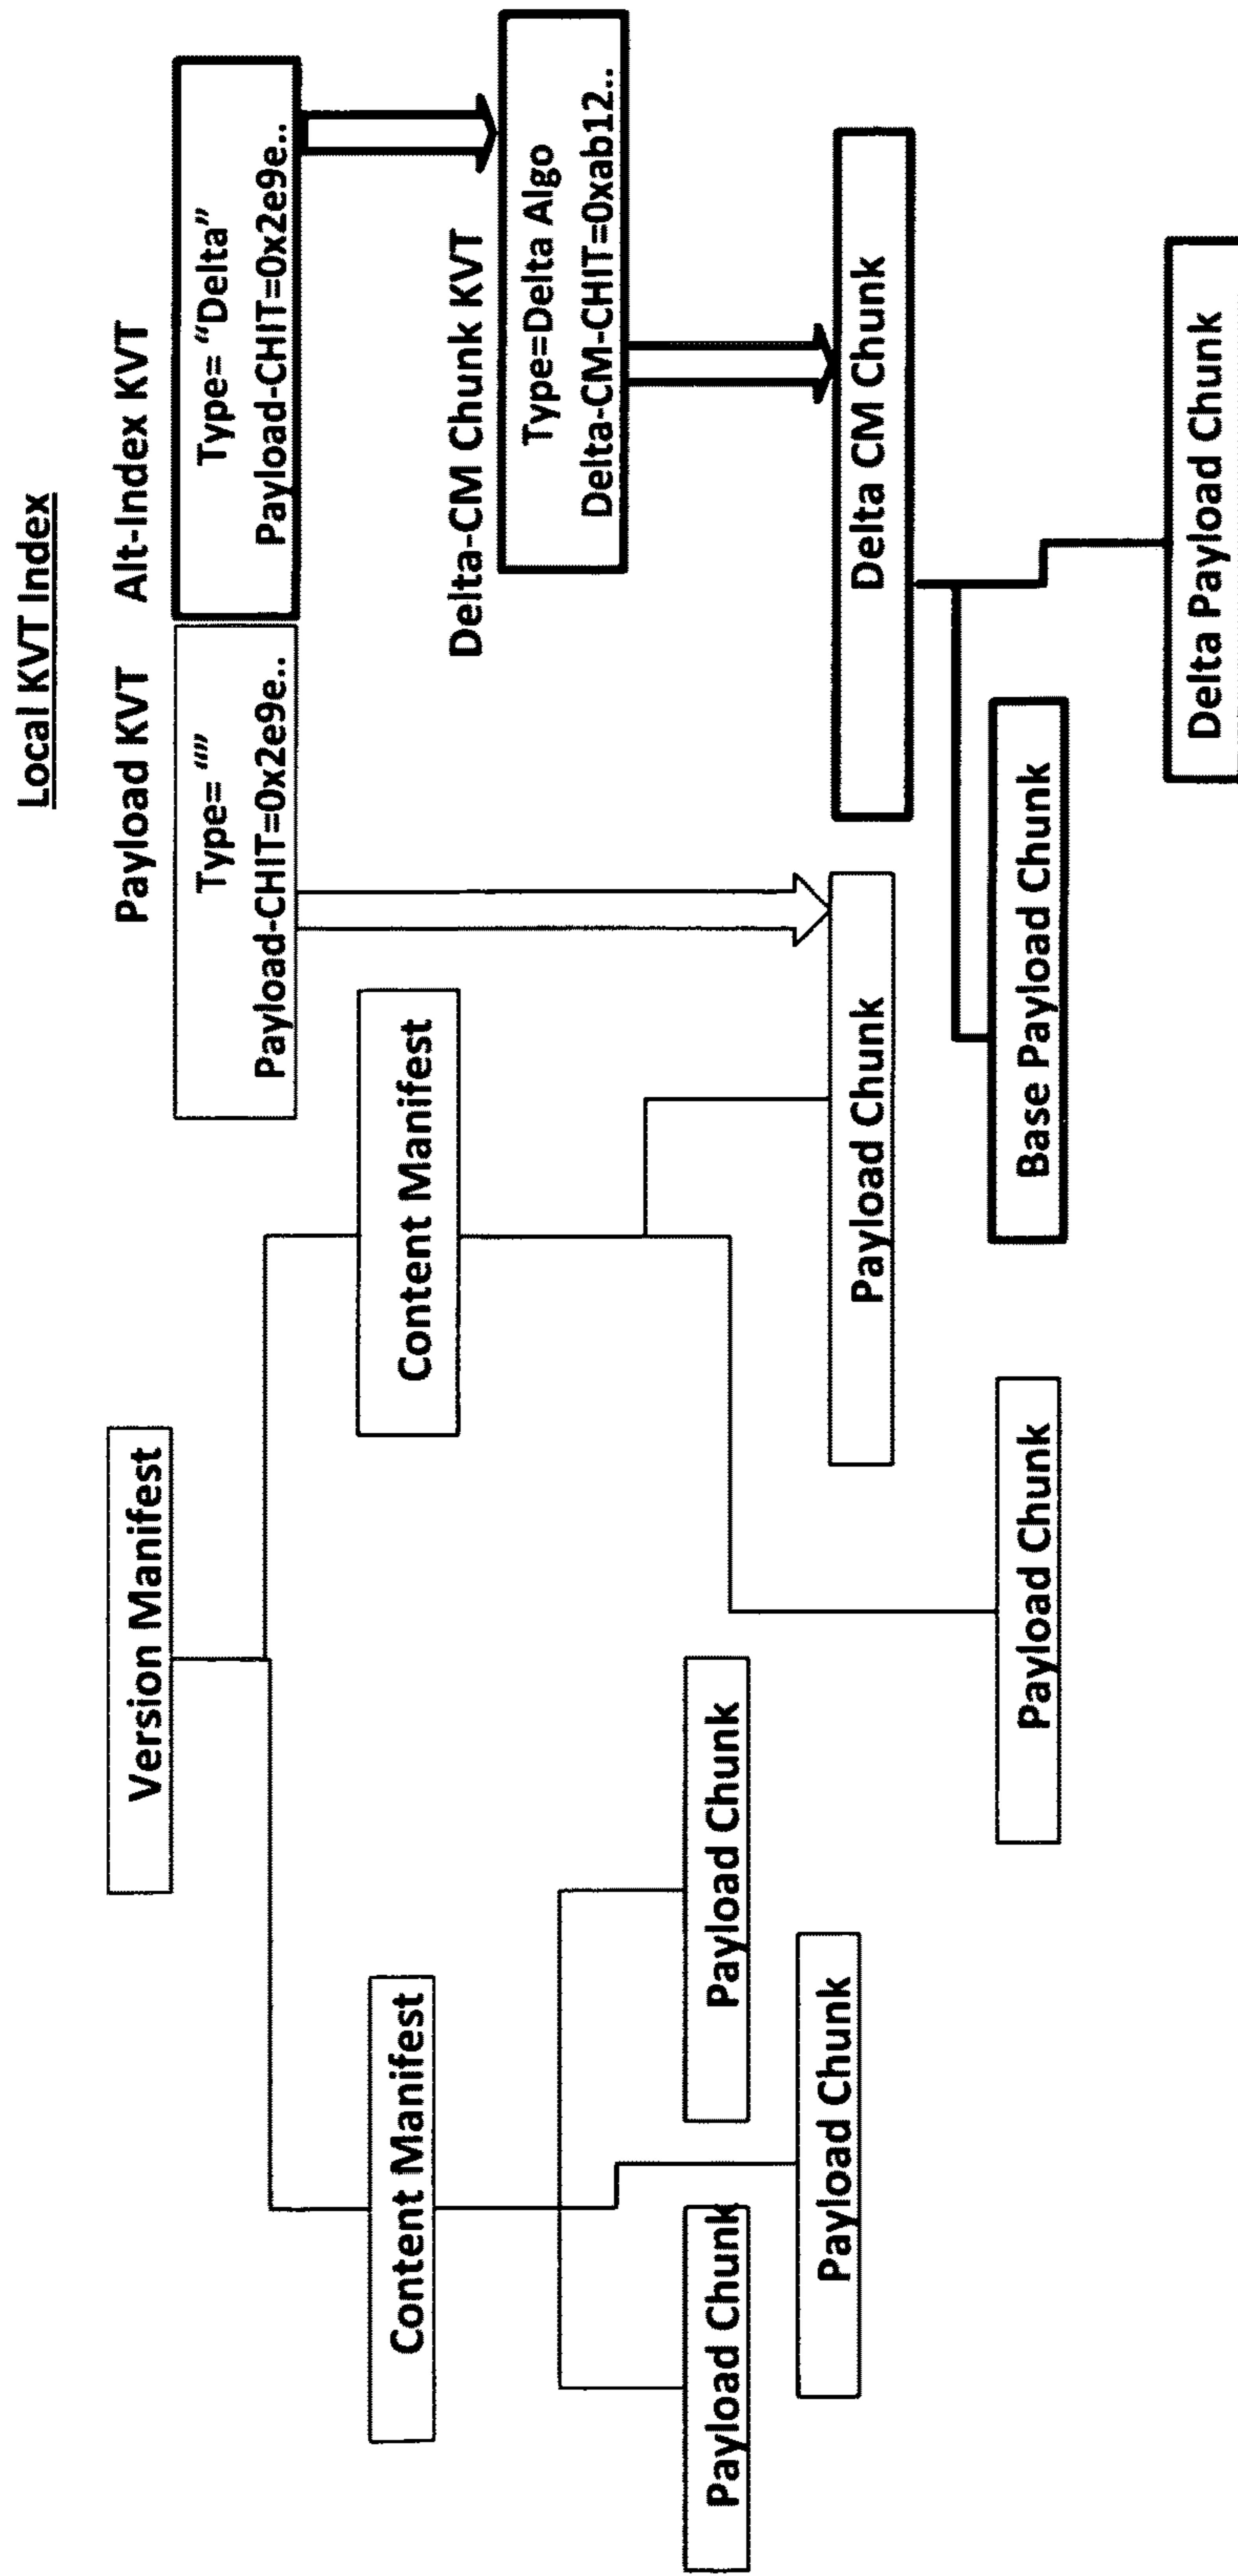 Local KVT Index
Payload KVT
Alt-Index KVT
Version Manifest
Type=“”
Payload-CHIT=0x2e9e..
Type=“Delta”
Payload-CHIT=0x2e9e..
Content Manifest
Content Manifest
Delta-CM Chunk KVT
Type=Delta Algo
Delta-CM-CHIT=0xab12..
Payload Chunk
Payload Chunk
Payload Chunk
Payload Chunk
Delta CM Chunk
Payload Chunk
Base Payload Chunk
Delta Payload Chunk